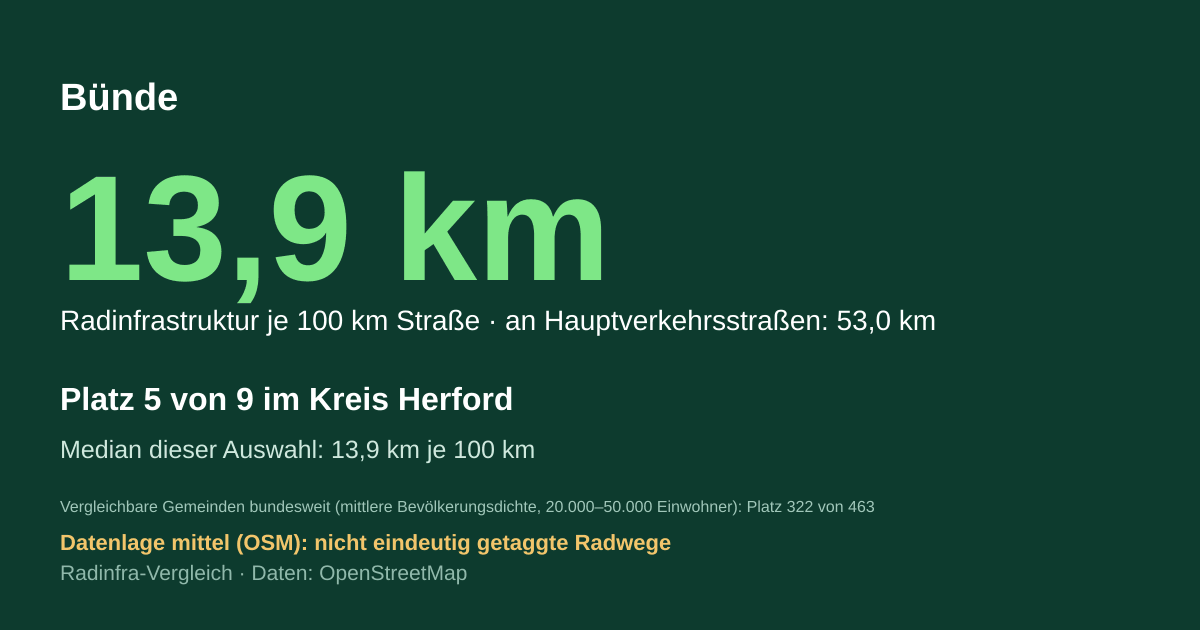 Bünde
13,9 km
Radinfrastruktur je 100 km Straße · an Hauptverkehrsstraßen: 53,0 km
Platz 5 von 9 im Kreis Herford
Median dieser Auswahl: 13,9 km je 100 km
Vergleichbare Gemeinden bundesweit (mittlere Bevölkerungsdichte, 20.000–50.000 Einwohner): Platz 322 von 463
Datenlage mittel (OSM): nicht eindeutig getaggte Radwege
Radinfra-Vergleich · Daten: OpenStreetMap